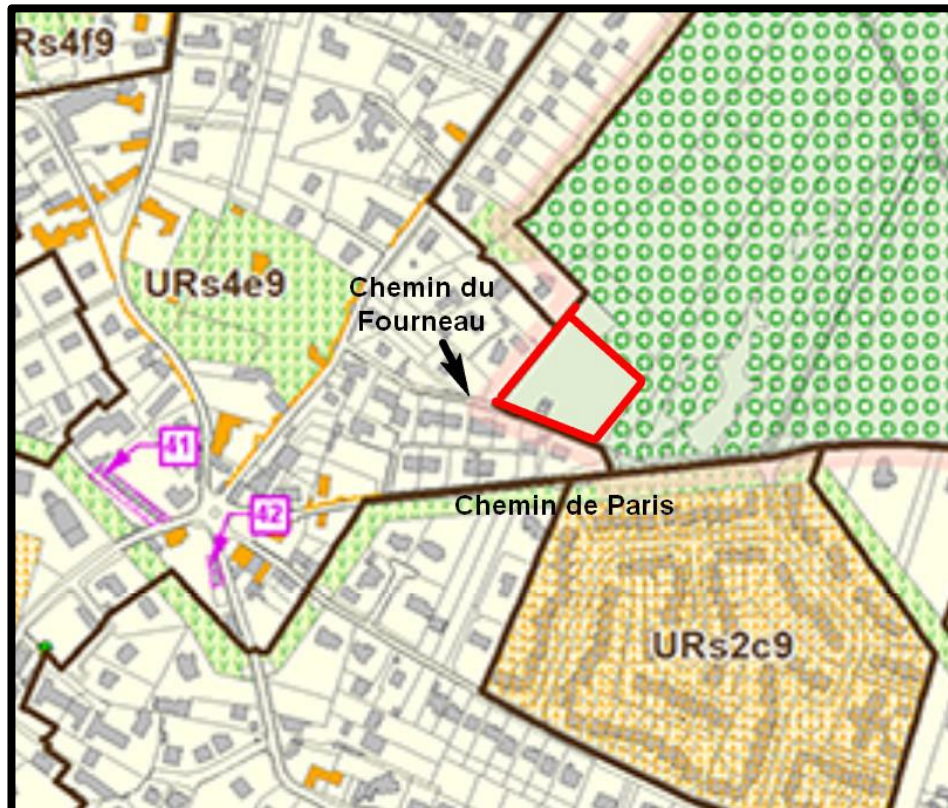 Rs4f9
URs4e9
Chemin du
Fourneau
41
42
Chemin de Paris
URs2c9